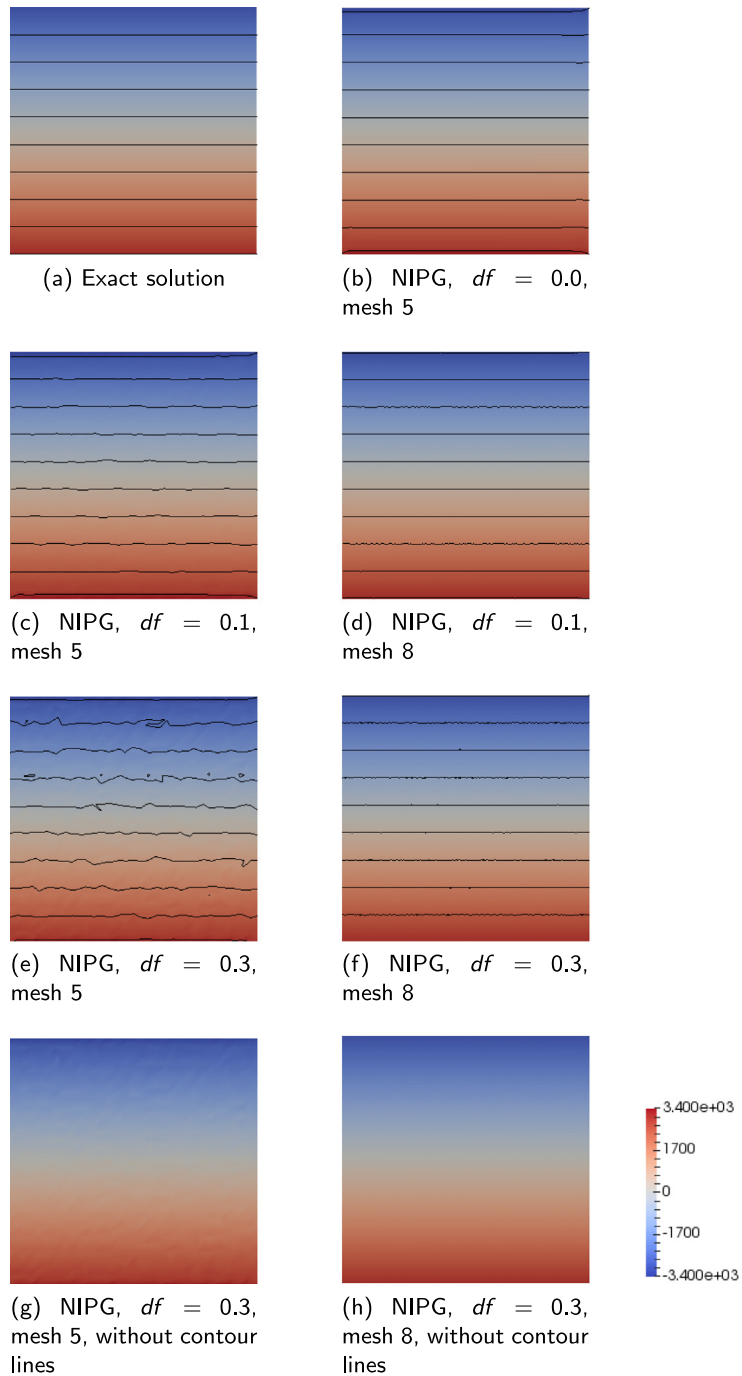 (a) Exact solution
(b) NIPG, df = 0.0,
mesh 5
(c) NIPG, df = 0.1,
mesh 5
(d) NIPG, df = 0.1,
mesh 8
(e) NIPG, df = 0.3,
mesh 5
(f) NIPG, df = 0.3,
mesh 8
(g) NIPG, df = 0.3,
mesh 5, without contour
lines
(h) NIPG, df = 0.3,
mesh 8, without contour
lines
3.400e+03
1700
0
-1700
-3.400e+03